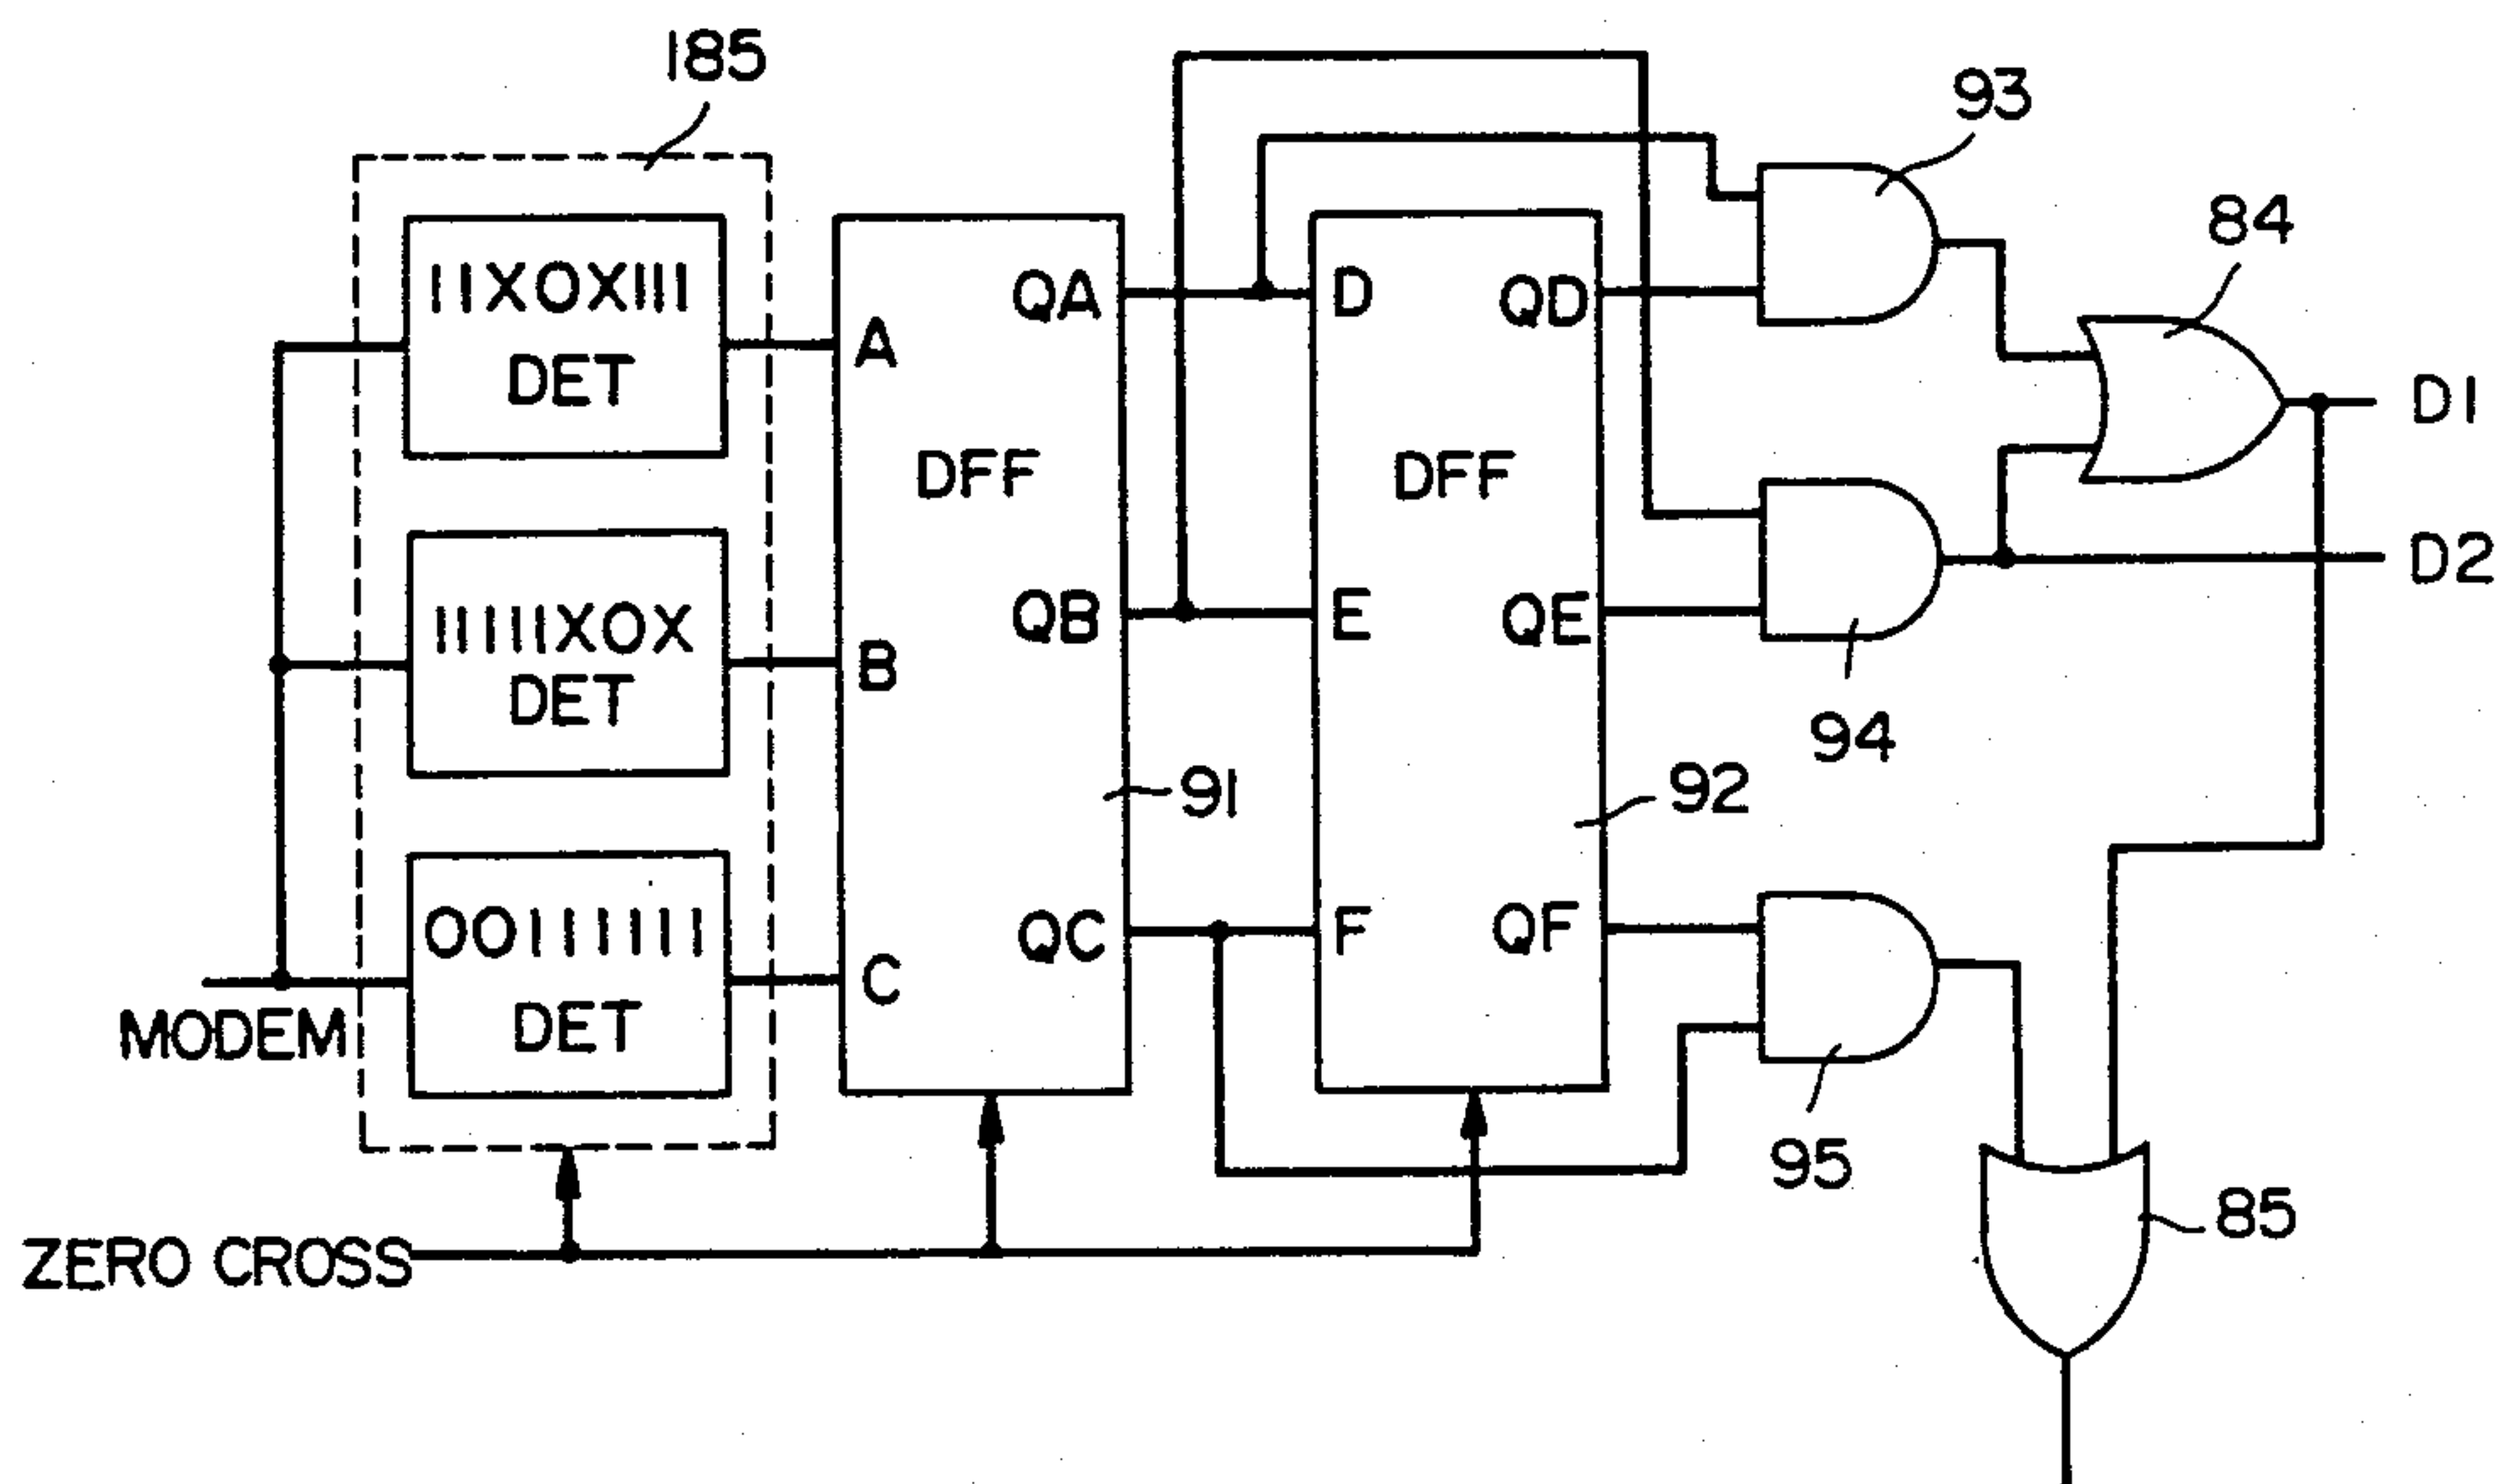 185
93
84
11X0X111
DET
A
QA
D
QD
DFF
DFF
D1
11111X0X
DET
B
QB
E
QE
D2
94
91
92
00111111
DET
C
QC
F
QF
MODEM
95
85
ZERO CROSS